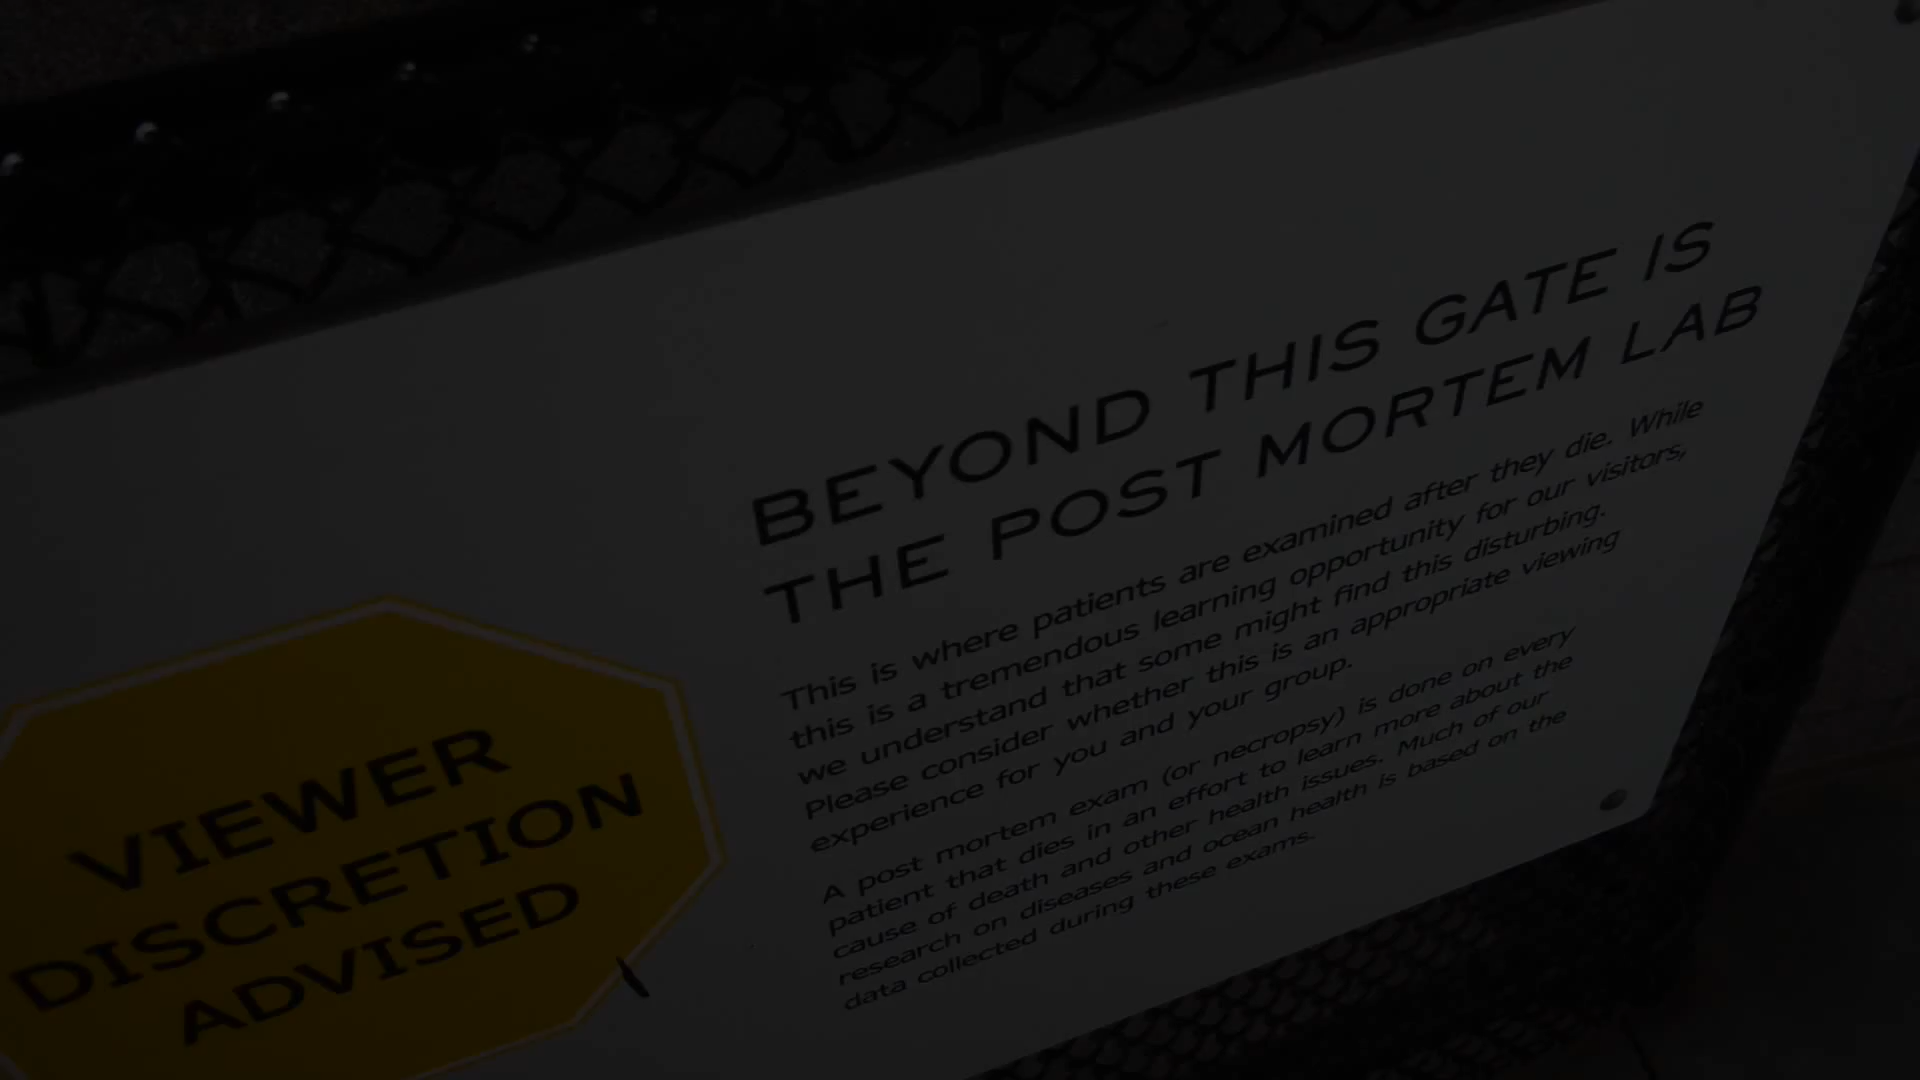 BEYOND THIS GATE IS
THE POST MORTEM LAB
This is where patients are examined after they die. While
this is a tremendous learning opportunity for our visitors,
we understand that some might find this disturbing.
Please consider whether this is an appropriate viewing
experience for you and your group.
A post mortem exam (or necropsy) is done on every
patient that dies in an effort to learn more about the
cause of death and other health issues. Much of our
research on diseases and ocean health is based on the
data collected during these exams.
VIEWER
DISCRETION
ADVISED